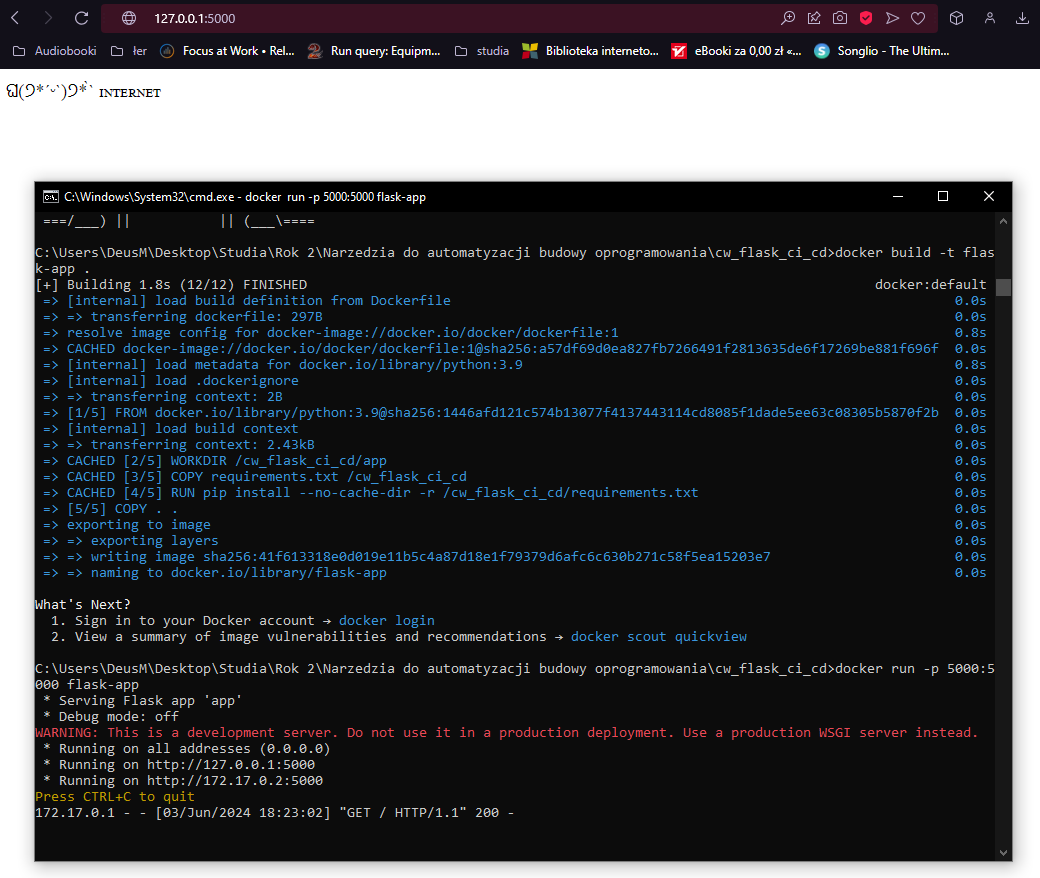 127.0.0.1:5000
Audiobooki łer Focus at Work • Rel... Run query: Equipm... studia Biblioteka interneto... eBooki za 0,00 zł «... Songlio - The Ultim...
INTERNET
C:\Windows\System32\cmd.exe - docker run -p 5000:5000 flask-app
===/___) || || (___\====
C:\Users\DeusM\Desktop\Studia\Rok 2\Narzedzia do automatyzacji budowy oprogramowania\cw_flask_ci_cd>docker build -t flas
k-app .
[+] Building 1.8s (12/12) FINISHED docker:default
=> [internal] load build definition from Dockerfile 0.0s
=> => transferring dockerfile: 297B 0.0s
=> resolve image config for docker-image://docker.io/docker/dockerfile:1 0.8s
=> CACHED docker-image://docker.io/docker/dockerfile:1@sha256:a57df69d0ea827fb7266491f2813635de6f17269be881f696f 0.0s
=> [internal] load metadata for docker.io/library/python:3.9 0.8s
=> [internal] load .dockerignore 0.0s
=> => transferring context: 2B 0.0s
=> [1/5] FROM docker.io/library/python:3.9@sha256:1446afd121c574b13077f4137443114cd8085f1dade5ee63c08305b5870f2b 0.0s
=> [internal] load build context 0.0s
=> => transferring context: 2.43kB 0.0s
=> CACHED [2/5] WORKDIR /cw_flask_ci_cd/app 0.0s
=> CACHED [3/5] COPY requirements.txt /cw_flask_ci_cd 0.0s
=> CACHED [4/5] RUN pip install --no-cache-dir -r /cw_flask_ci_cd/requirements.txt 0.0s
=> [5/5] COPY . . 0.0s
=> exporting to image 0.0s
=> => exporting layers 0.0s
=> => writing image sha256:41f613318e0d019e11b5c4a87d18e1f79379d6afc6c630b271c58f5ea15203e7 0.0s
=> => naming to docker.io/library/flask-app 0.0s
What's Next?
1. Sign in to your Docker account → docker login
2. View a summary of image vulnerabilities and recommendations → docker scout quickview
C:\Users\DeusM\Desktop\Studia\Rok 2\Narzedzia do automatyzacji budowy oprogramowania\cw_flask_ci_cd>docker run -p 5000:5
000 flask-app
* Serving Flask app 'app'
* Debug mode: off
WARNING: This is a development server. Do not use it in a production deployment. Use a production WSGI server instead.
* Running on all addresses (0.0.0.0)
* Running on http://127.0.0.1:5000
* Running on http://172.17.0.2:5000
Press CTRL+C to quit
172.17.0.1 - - [03/Jun/2024 18:23:02] "GET / HTTP/1.1" 200 -